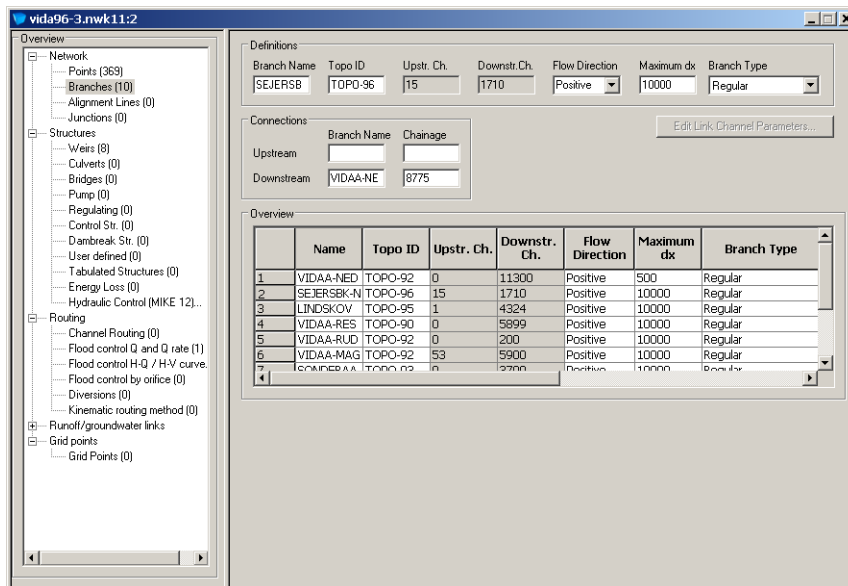 vida96-3.nwk11:2
Overview
Network
Points (369)
Branches (10)
Alignment Lines (0)
Junctions (0)
Structures
Weirs (8)
Culverts (0)
Bridges (0)
Pump (0)
Regulating (0)
Control Str. (0)
Dambreak Str. (0)
User defined (0)
Tabulated Structures (0)
Energy Loss (0)
Hydraulic Control (MIKE 12)...
Routing
Channel Routing (0)
Flood control Q and Q rate (1)
Flood control H-Q / H-V curve.
Flood control by orifice (0)
Diversions (0)
Kinematic routing method (0)
Runoff/groundwater links
Grid points
Grid Points (0)
Definitions
Branch Name Topo ID Upstr. Ch. Downstr.Ch. Flow Direction Maximum dx Branch Type
SEJERSB TOPO-96 15 1710 Positive 10000 Regular
Connections
Branch Name Chainage
Upstream
Downstream VIDAA-NE 8775
Edit Link Channel Parameters...
Overview
Name Topo ID Upstr. Ch. Downstr. Ch. Flow Direction Maximum dx Branch Type
1 VIDAA-NED TOPO-92 0 11300 Positive 500 Regular
2 SEJERSBK-N TOPO-96 15 1710 Positive 10000 Regular
3 LINDSKOV TOPO-95 1 4324 Positive 10000 Regular
4 VIDAA-RES TOPO-90 0 5899 Positive 10000 Regular
5 VIDAA-RUD TOPO-92 0 200 Positive 10000 Regular
6 VIDAA-MAG TOPO-92 53 5900 Positive 10000 Regular
7 SONDERAA TOPO-93 0 3700 Positive 10000 Regular